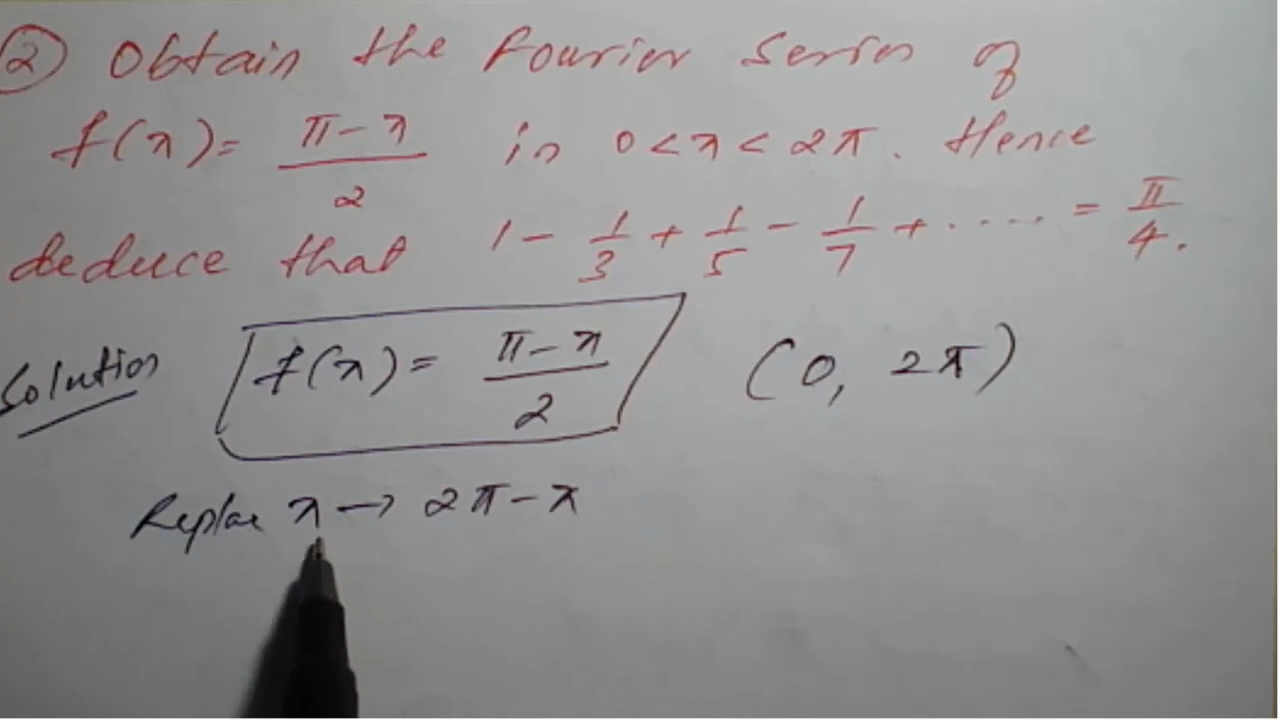 ② Obtain the Fourier Series of
f(x) = π-x/2 in 0<x<2π. Hence
deduce that 1 - 1/3 + 1/5 - 1/7 + ..... = π/4.
Solution f(x) = π-x/2 (0, 2π)
Replace x → 2π-x